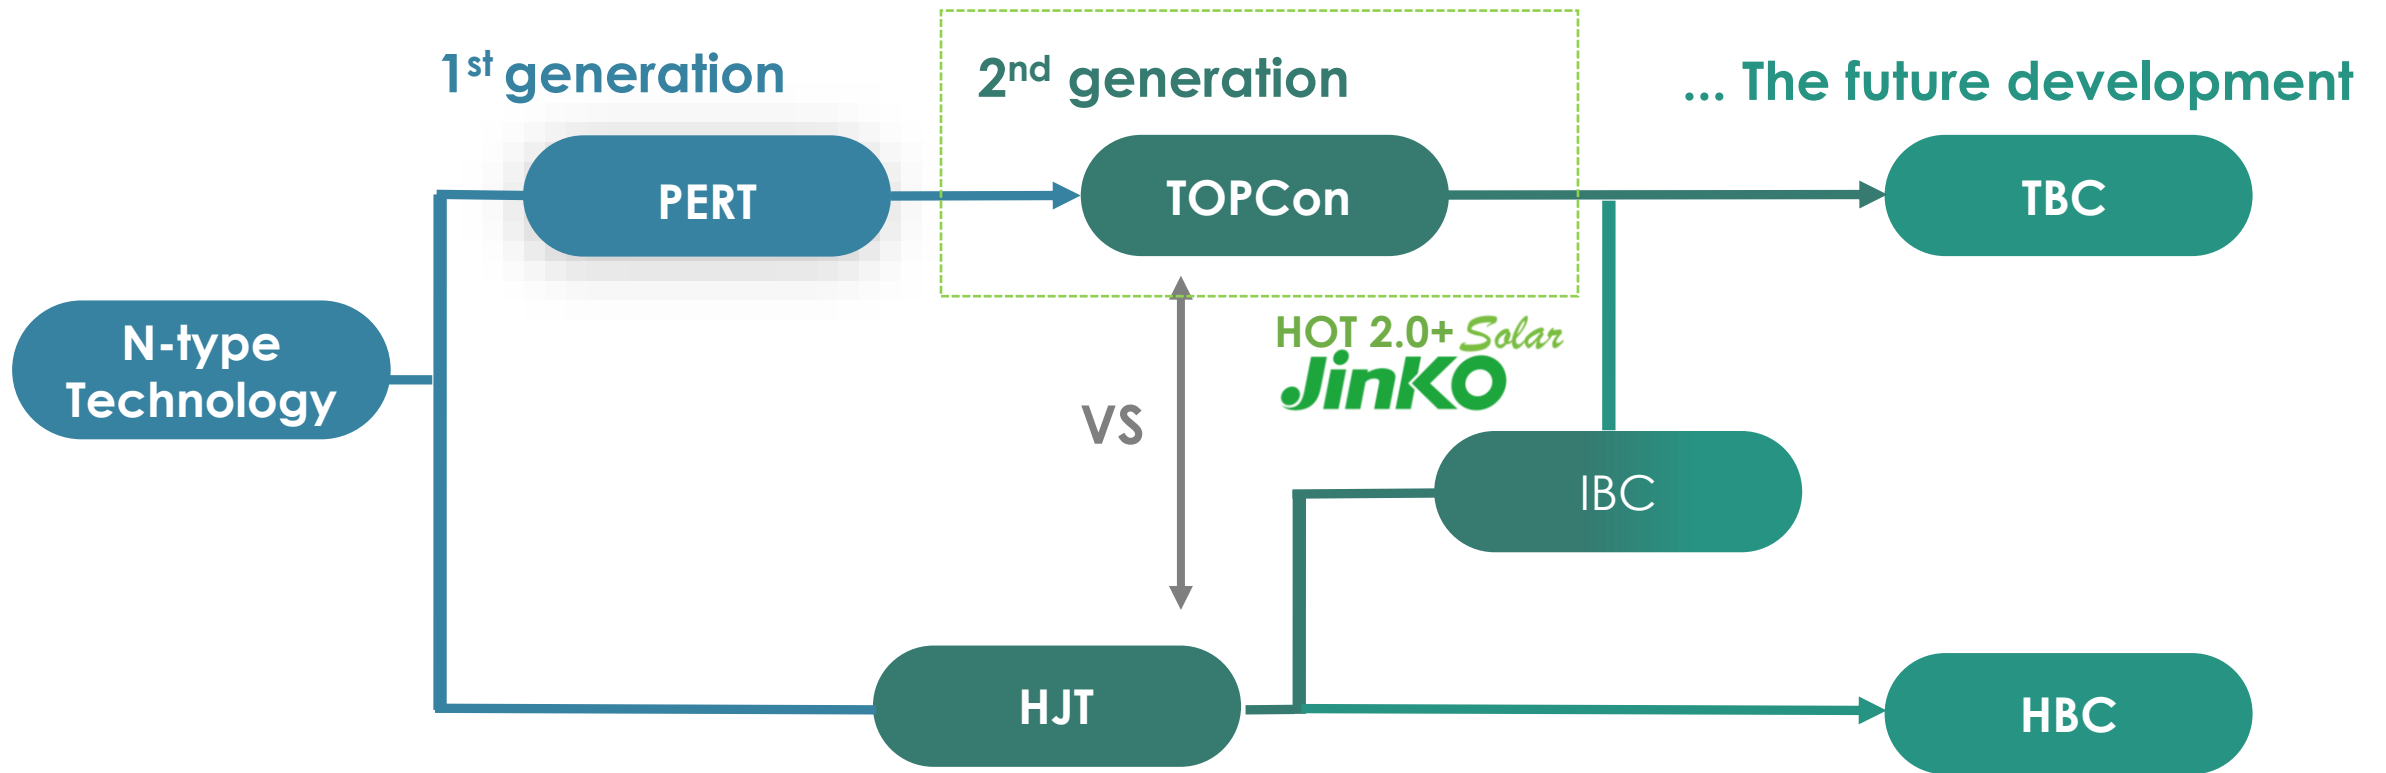 1st generation
2nd generation
... The future development
PERT
TOPCon
TBC
N-type
Technology
HOT 2.0+ Solar
JinKO
VS
IBC
HJT
HBC